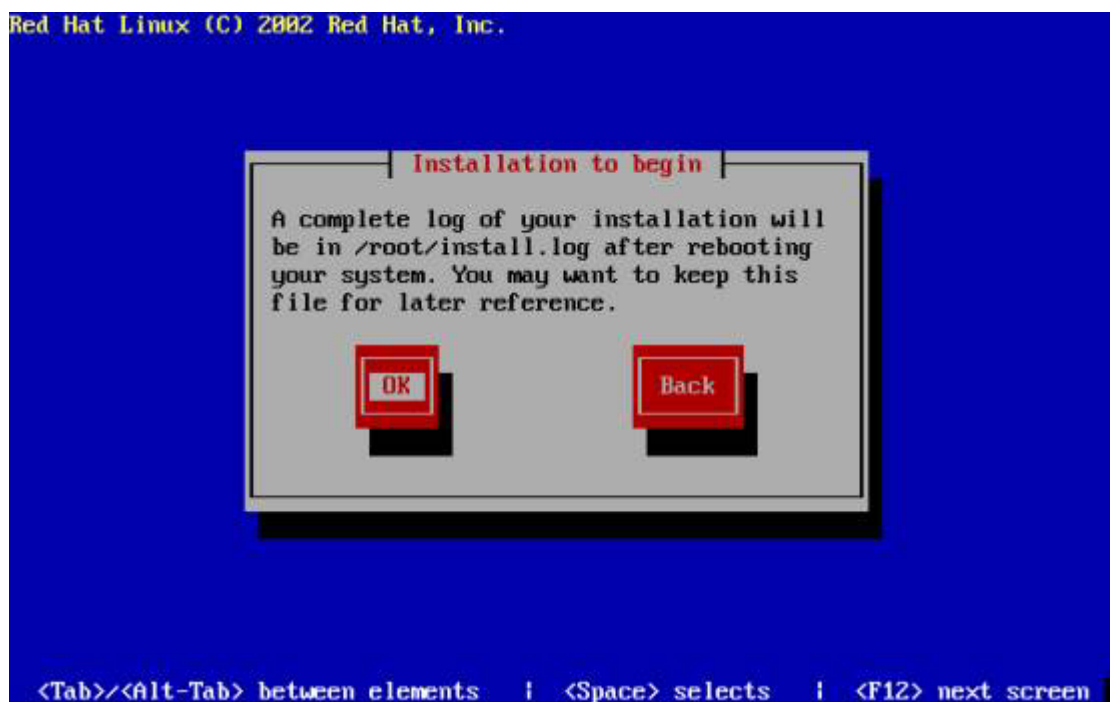 Red Hat Linux (C) 2002 Red Hat, Inc.
Installation to begin
A complete log of your installation will
be in /root/install.log after rebooting
your system. You may want to keep this
file for later reference.
OK Back
<Tab>/<Alt-Tab> between elements | <Space> selects | <F12> next screen